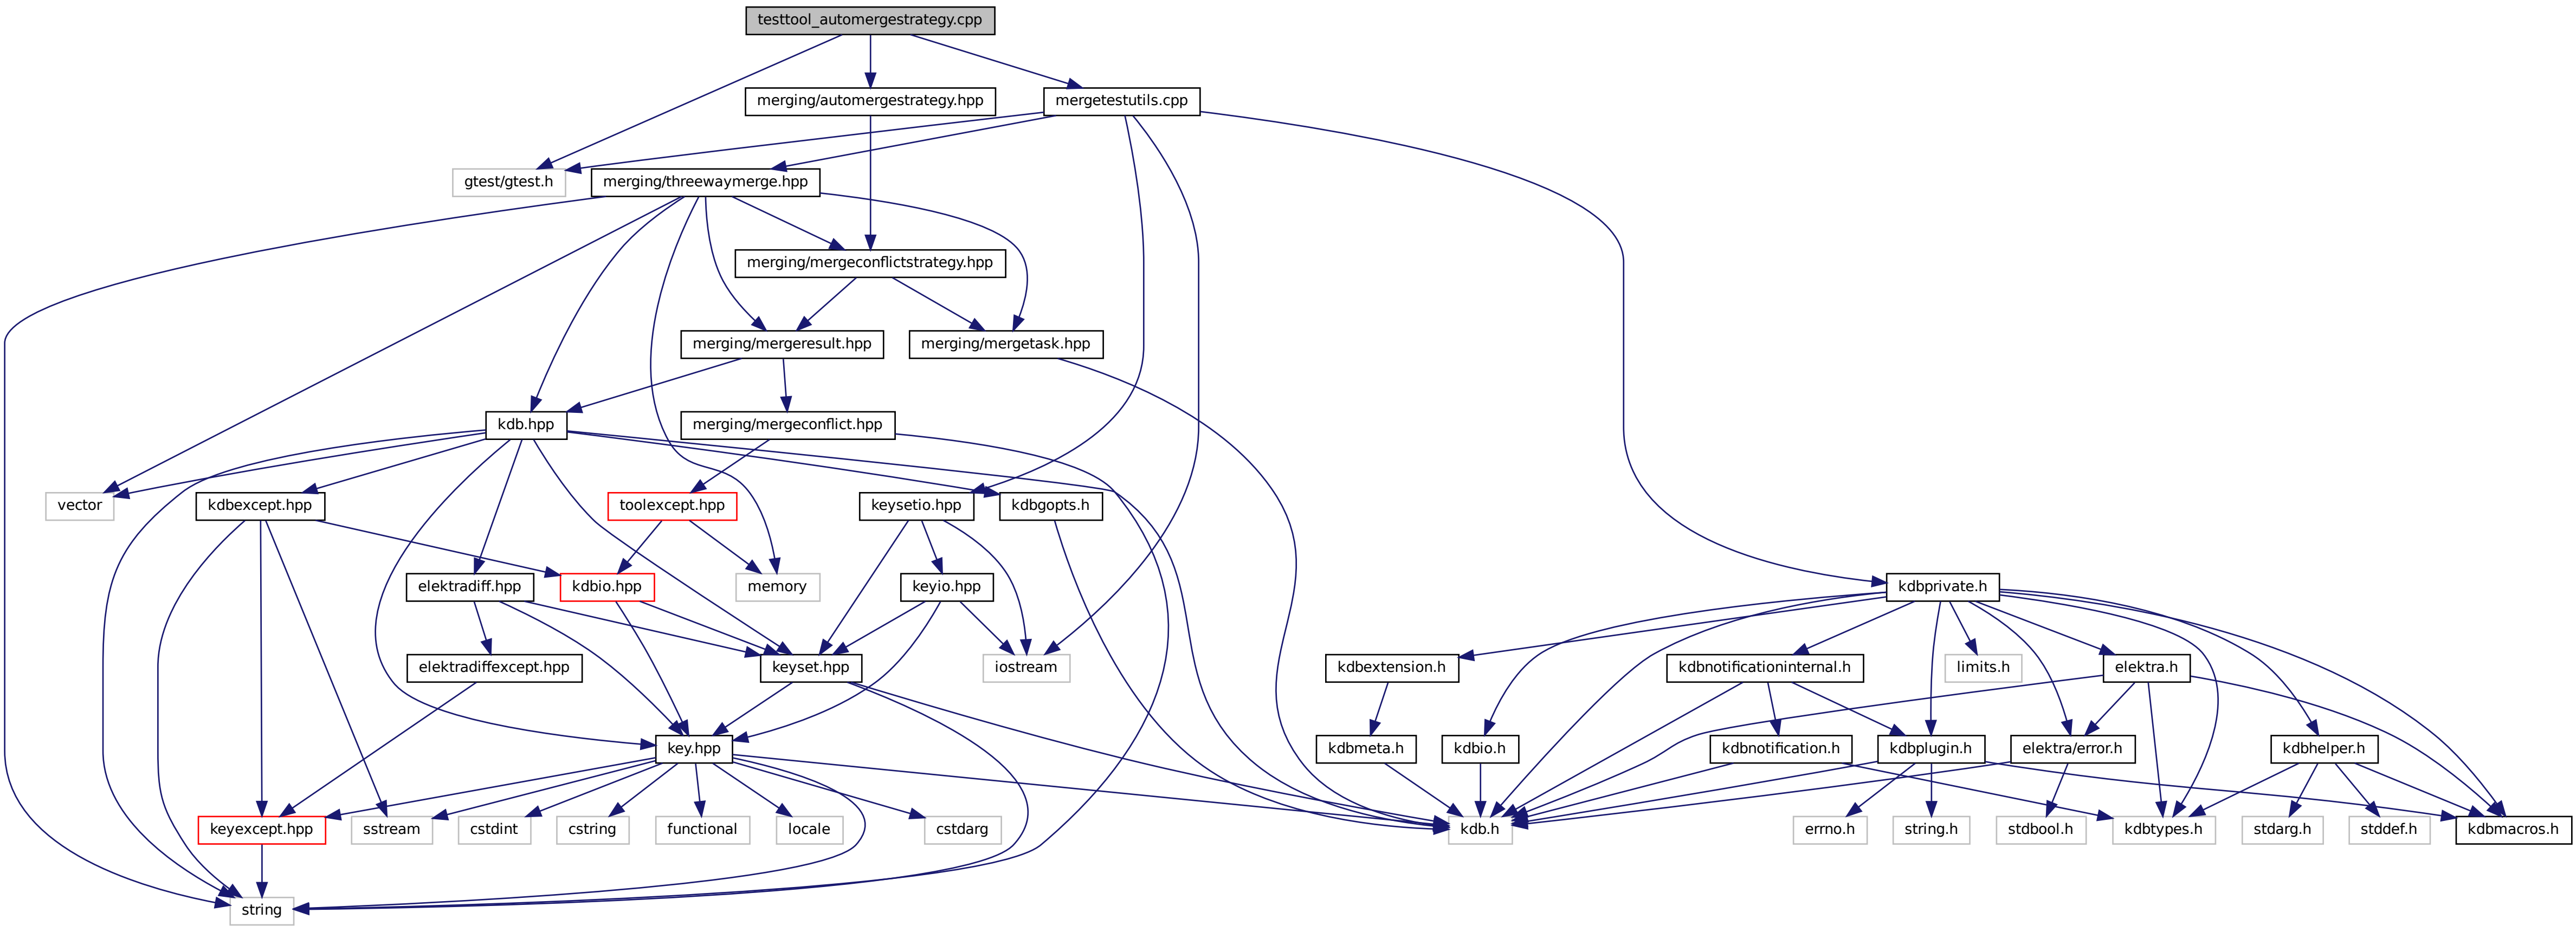 testtool_automergestrategy.cpp
merging/automergestrategy.hpp
mergetestutils.cpp
gtest/gtest.h
merging/threewaymerge.hpp
merging/mergeconflictstrategy.hpp
merging/mergeresult.hpp
merging/mergetask.hpp
kdb.hpp
merging/mergeconflict.hpp
vector
kdbexcept.hpp
toolexcept.hpp
keysetio.hpp
kdbgopts.h
elektradiff.hpp
kdbio.hpp
memory
keyio.hpp
kdbprivate.h
elektradiffexcept.hpp
keyset.hpp
iostream
kdbextension.h
kdbnotificationinternal.h
limits.h
elektra.h
key.hpp
kdbmeta.h
kdbio.h
kdbnotification.h
kdbplugin.h
elektra/error.h
kdbhelper.h
keyexcept.hpp
sstream
cstdint
cstring
functional
locale
cstdarg
kdb.h
errno.h
string.h
stdbool.h
kdbtypes.h
stdarg.h
stddef.h
kdbmacros.h
string